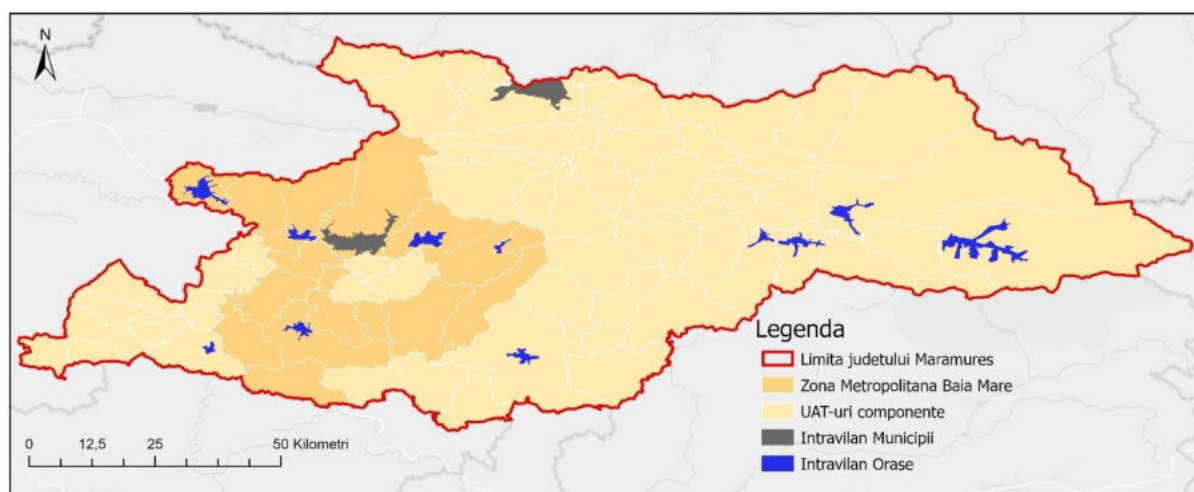 N
Legenda
Limita judetului Maramures
Zona Metropolitana Baia Mare
UAT-uri componente
Intravilan Municipii
Intravilan Orase
0 12,5 25 50 Kilometri